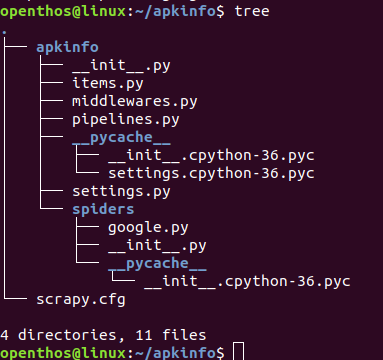 openthos@linux:~/apkinfo$ tree
.
├── apkinfo
│   ├── __init__.py
│   ├── items.py
│   ├── middlewares.py
│   ├── pipelines.py
│   ├── __pycache__
│   │   ├── __init__.cpython-36.pyc
│   │   └── settings.cpython-36.pyc
│   ├── settings.py
│   └── spiders
│       ├── google.py
│       ├── __init__.py
│       └── __pycache__
│           └── __init__.cpython-36.pyc
└── scrapy.cfg

4 directories, 11 files
openthos@linux:~/apkinfo$